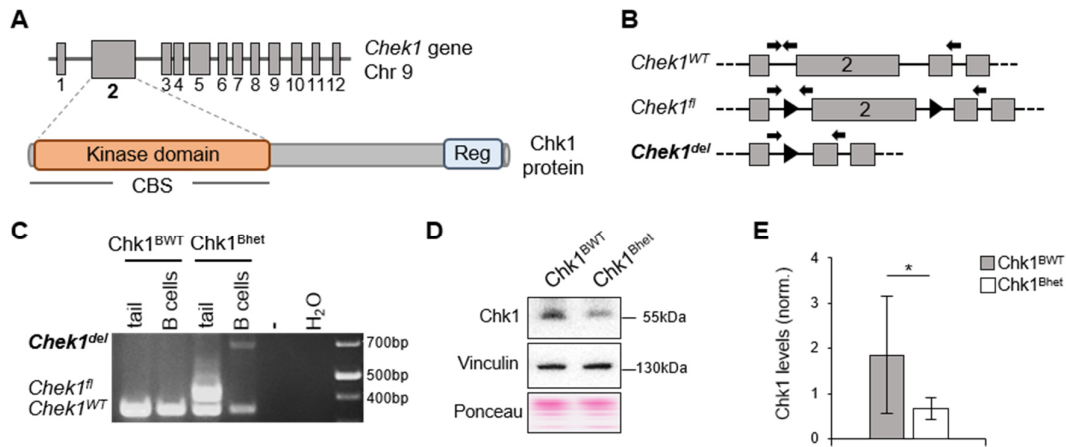 A
Chek1 gene
Chr 9
1 2 3 4 5 6 7 8 9 10 11 12
Kinase domain
Reg
Chk1
protein
CBS
B
Chek1WT
2
Chek1fl
2
Chek1del
C
Chk1BWT Chk1Bhet
tail
B cells
tail
B cells
-
H2O
Chek1del
Chek1fl
Chek1WT
700bp
500bp
400bp
D
Chk1BWT
Chk1Bhet
Chk1
55kDa
Vinculin
130kDa
Ponceau
E
Chk1 levels (norm.)
4
3
2
1
0
*
Chk1BWT
Chk1Bhet